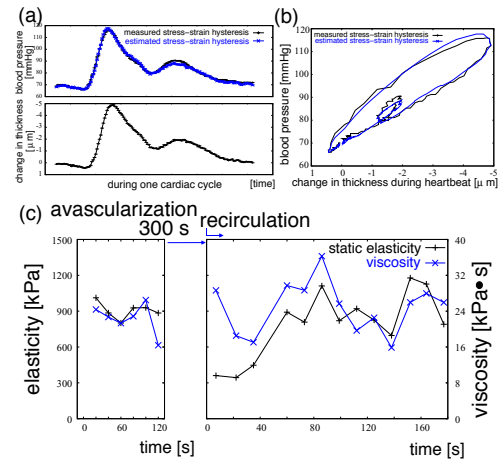 (a)
measured stress-strain hysteresis
estimated stress-strain hysteresis
blood pressure
[mmHg]
120
110
100
90
80
70
60
change in thickness
[μm]
-5
-4
-3
-2
-1
0
1
during one cardiac cycle [time]
(b)
measured stress-strain hysteresis
estimated stress-strain hysteresis
blood pressure [mmHg]
120
110
100
90
80
70
60
1 0 -1 -2 -3 -4 -5
change in thickness during heartbeat [μ m]
(c) avascularization
300 s
recirculation
static elasticity
viscosity
elasticity [kPa]
1500
1200
900
600
300
0
0 40 80 120
time [s]
0 40 80 120 160
time [s]
40
32
24
16
8
0
viscosity [kPa•s]